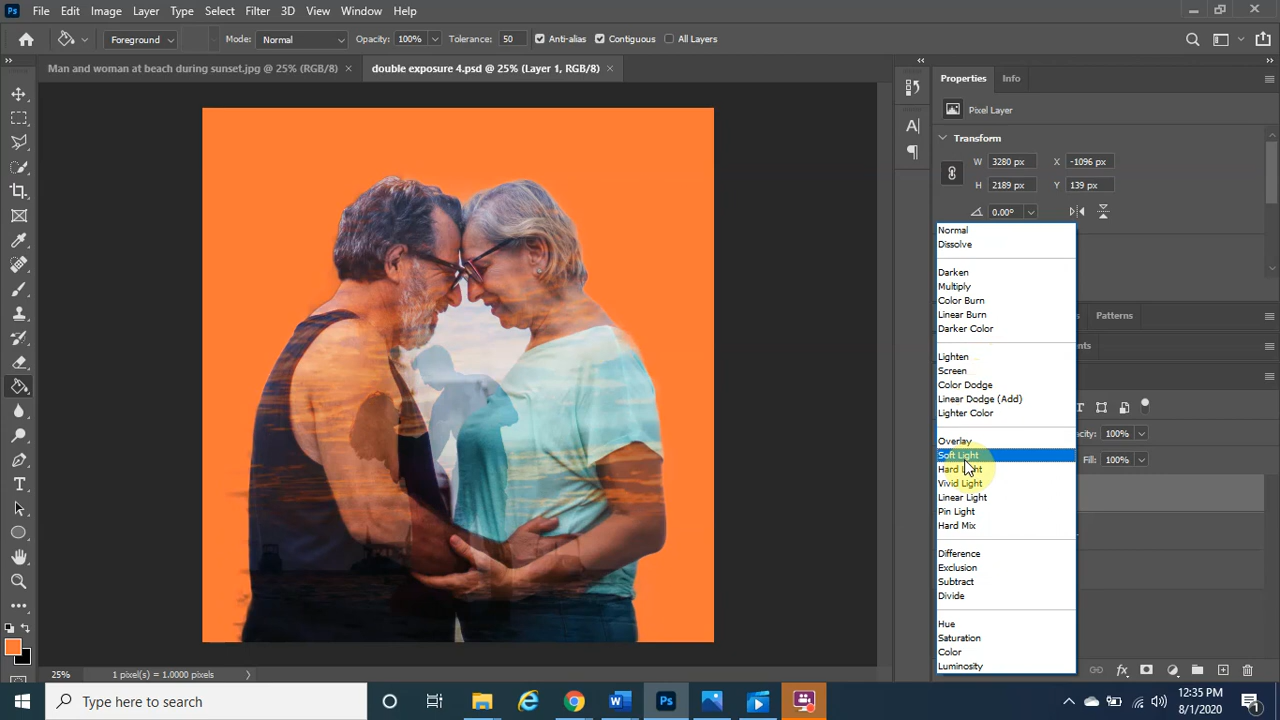 Ps File Edit Image Layer Type Select Filter 3D View Window Help
Foreground Mode: Normal Opacity: 100% Tolerance: 50 Anti-alias Contiguous All Layers
Man and woman at beach during sunset.jpg @ 25% (RGB/8) × double exposure 4.psd @ 25% (Layer 1, RGB/8) ×
Properties Info
Pixel Layer
Transform
W 3280 px X -1096 px
H 2189 px Y 139 px
0.00°
Normal
Dissolve
Darken
Multiply
Color Burn
Linear Burn
Patterns
Darker Color
Lighten
Screen
Color Dodge
Linear Dodge (Add)
Lighter Color
100%
Overlay
Soft Light
Fill: 100%
Hard Light
Vivid Light
Linear Light
Pin Light
Hard Mix
Difference
Exclusion
Subtract
Divide
Hue
Saturation
Color
Luminosity
25% 1 pixel(s) = 1.0000 pixels
Type here to search
12:35 PM
8/1/2020